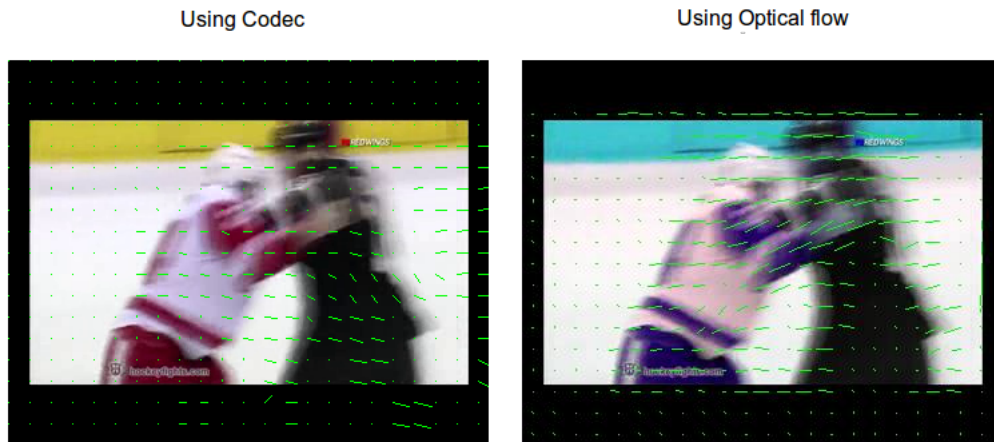 Using Codec
Using Optical flow
REDWINGS
REDWINGS
hockeyfights.com
hockeyfights.com